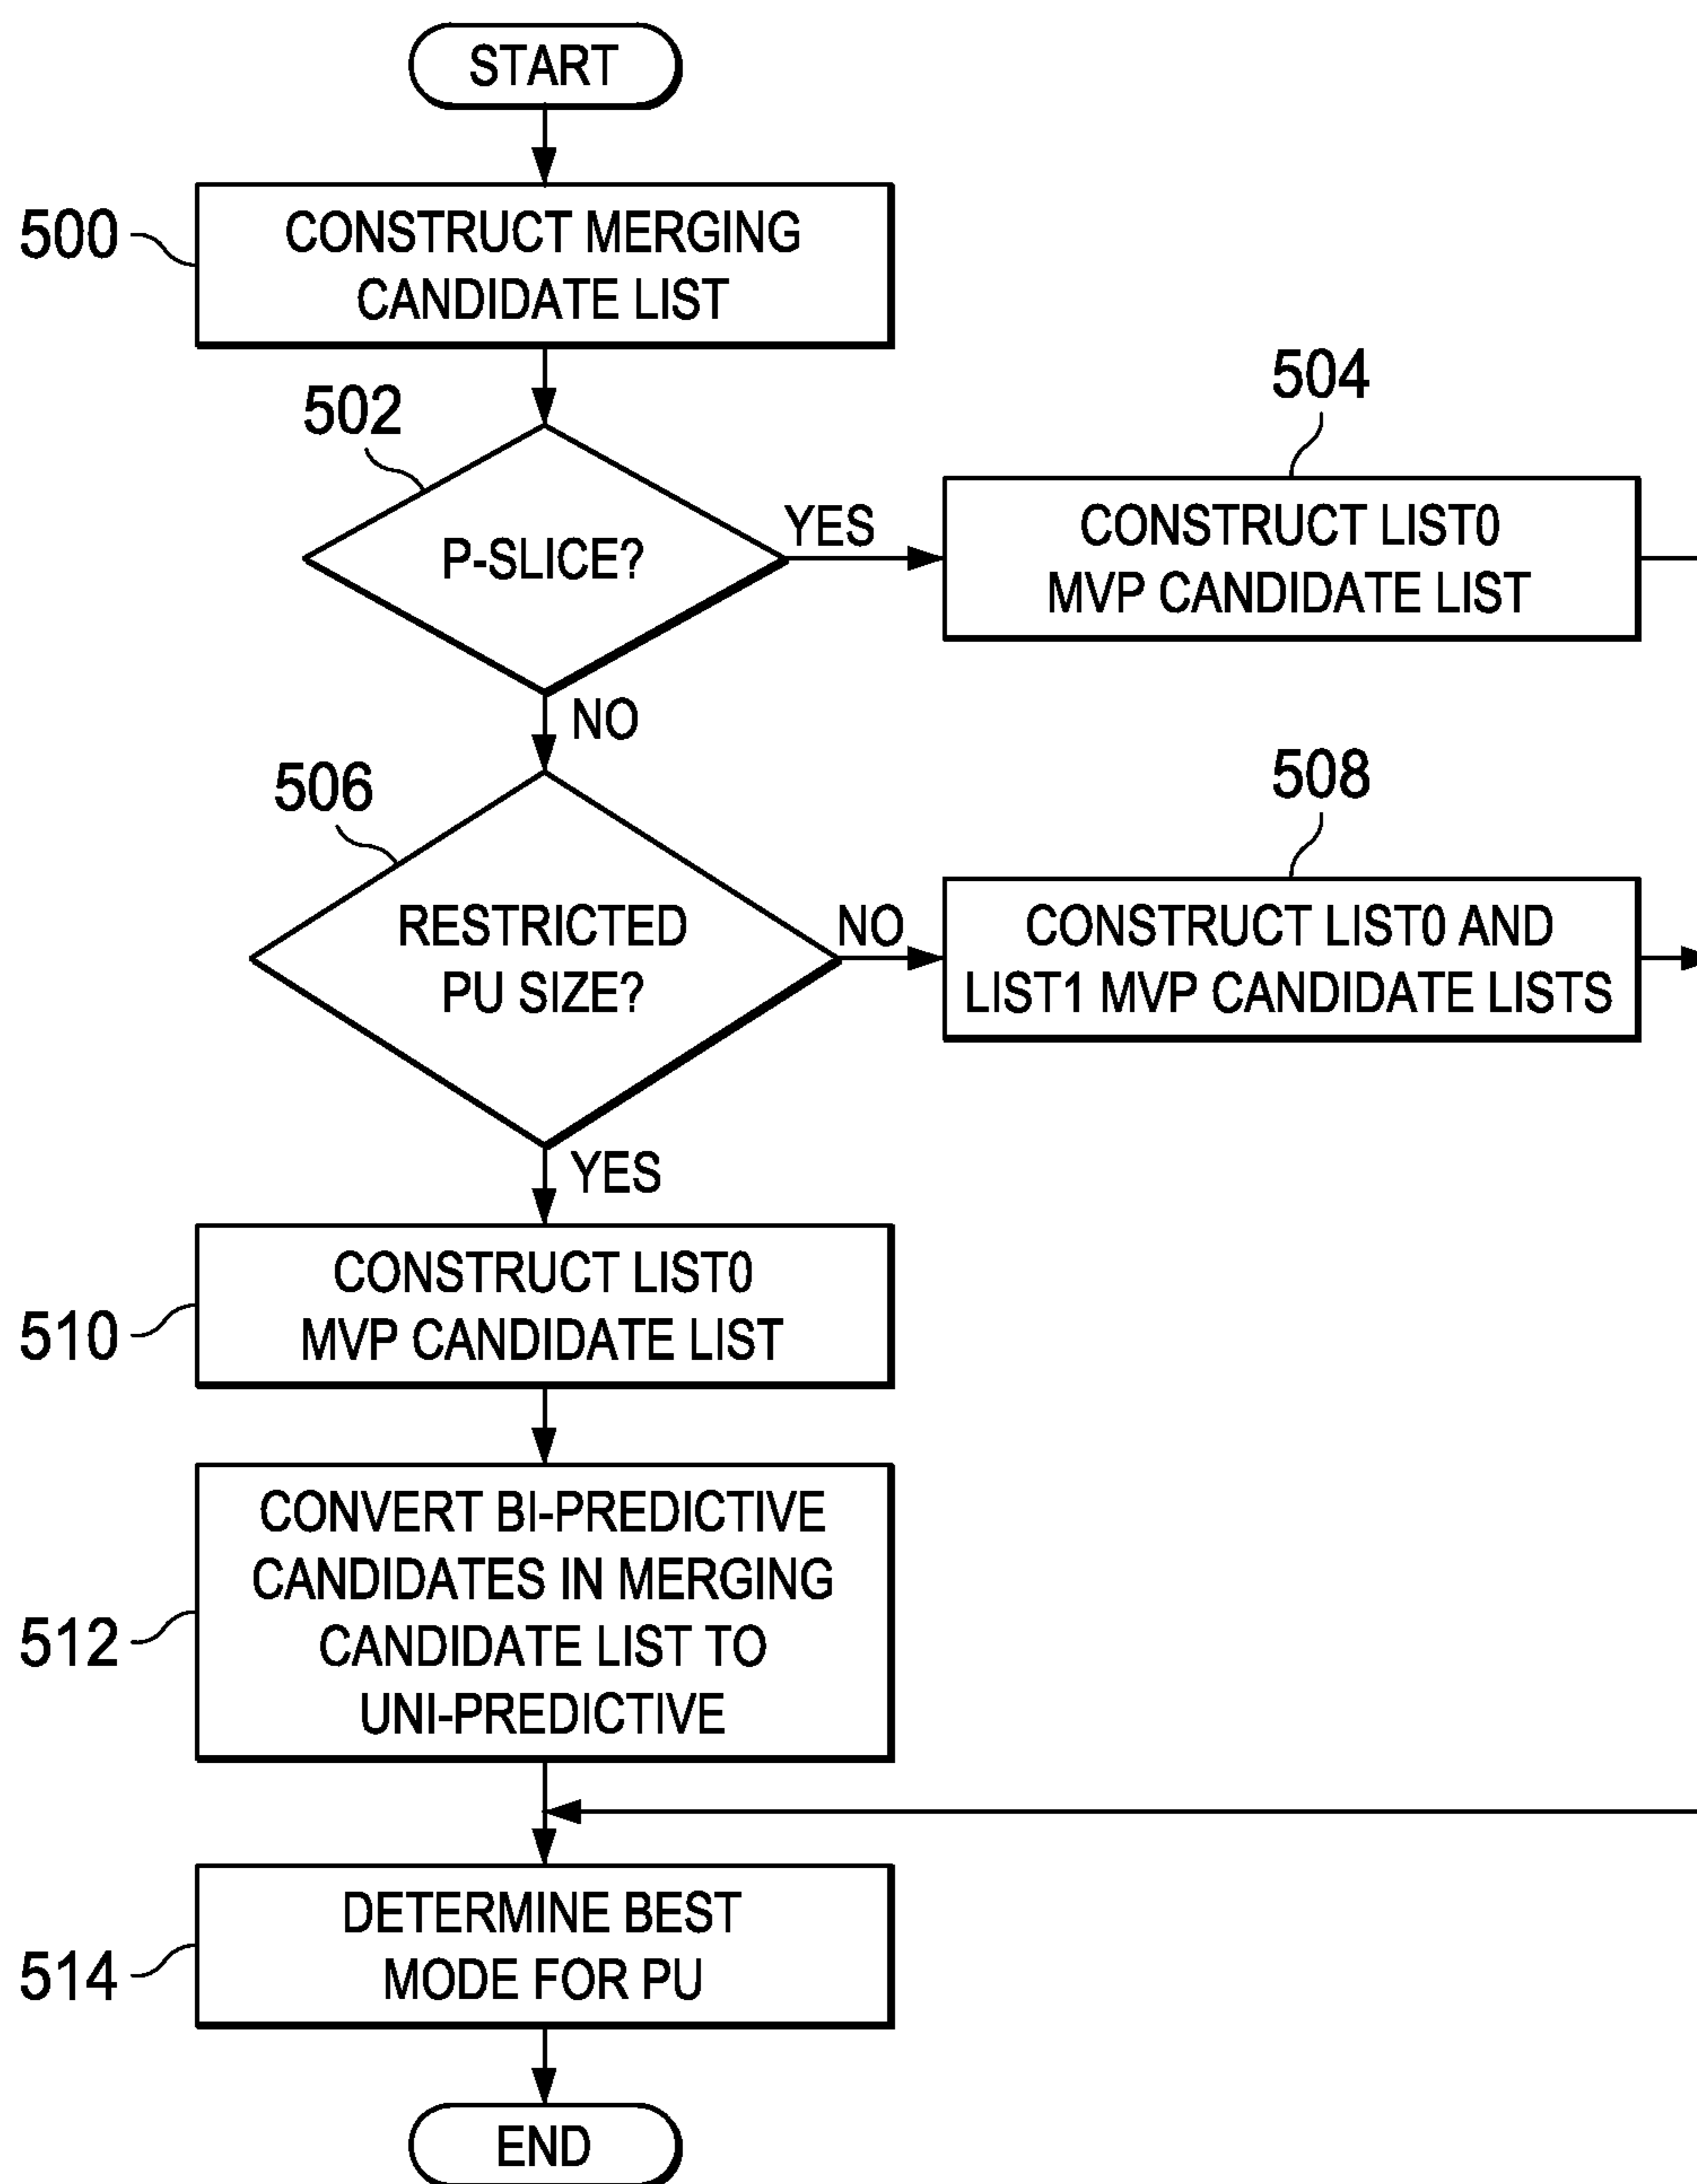 START
500
CONSTRUCT MERGING
CANDIDATE LIST
502
P-SLICE?
YES
504
CONSTRUCT LIST0
MVP CANDIDATE LIST
NO
506
RESTRICTED
PU SIZE?
NO
508
CONSTRUCT LIST0 AND
LIST1 MVP CANDIDATE LISTS
YES
510
CONSTRUCT LIST0
MVP CANDIDATE LIST
512
CONVERT BI-PREDICTIVE
CANDIDATES IN MERGING
CANDIDATE LIST TO
UNI-PREDICTIVE
514
DETERMINE BEST
MODE FOR PU
END